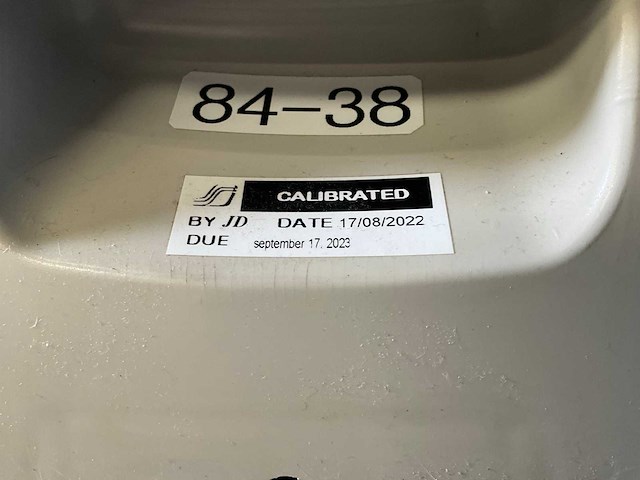 84-38
CALIBRATED
BY JD DATE 17/08/2022
DUE september 17, 2023